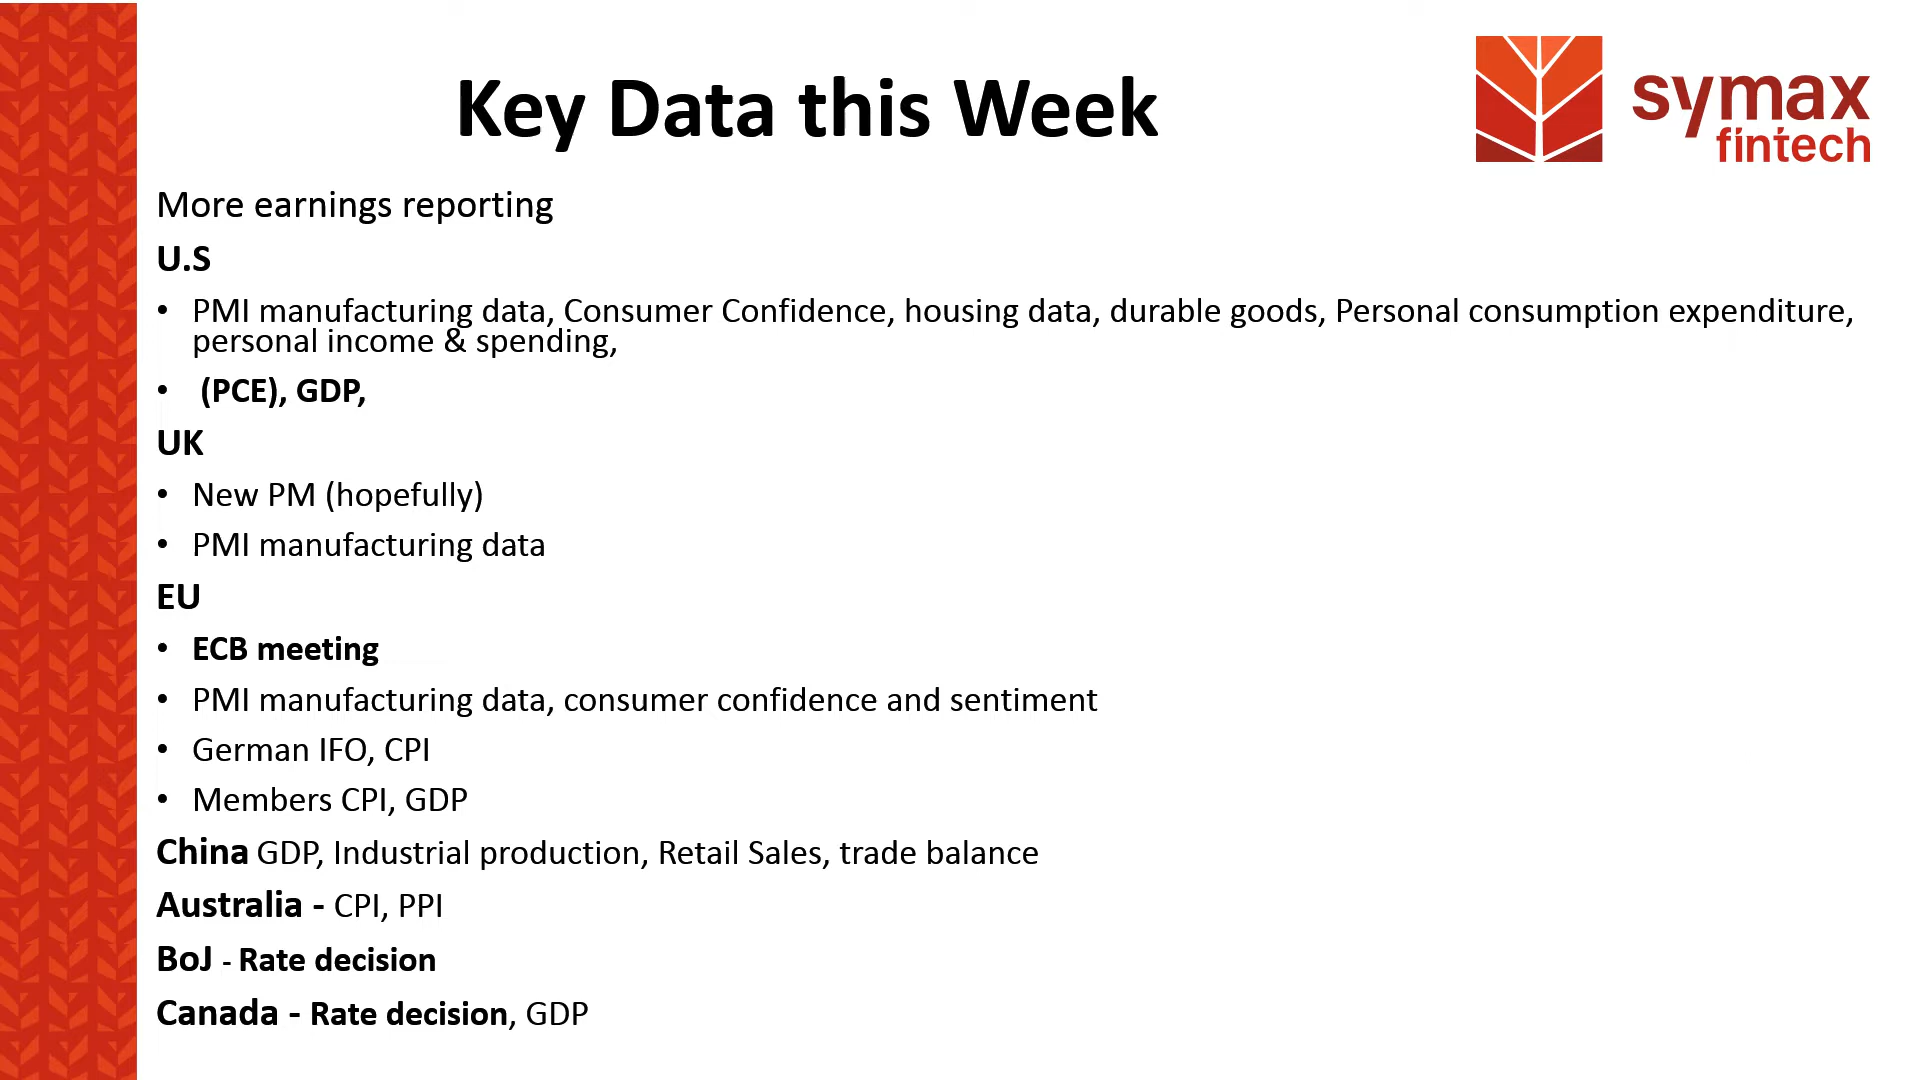 Key Data this Week
symax
fintech
More earnings reporting
U.S
• PMI manufacturing data, Consumer Confidence, housing data, durable goods, Personal consumption expenditure,
personal income & spending,
• (PCE), GDP,
UK
• New PM (hopefully)
• PMI manufacturing data
EU
• ECB meeting
• PMI manufacturing data, consumer confidence and sentiment
• German IFO, CPI
• Members CPI, GDP
China GDP, Industrial production, Retail Sales, trade balance
Australia - CPI, PPI
BoJ - Rate decision
Canada - Rate decision, GDP